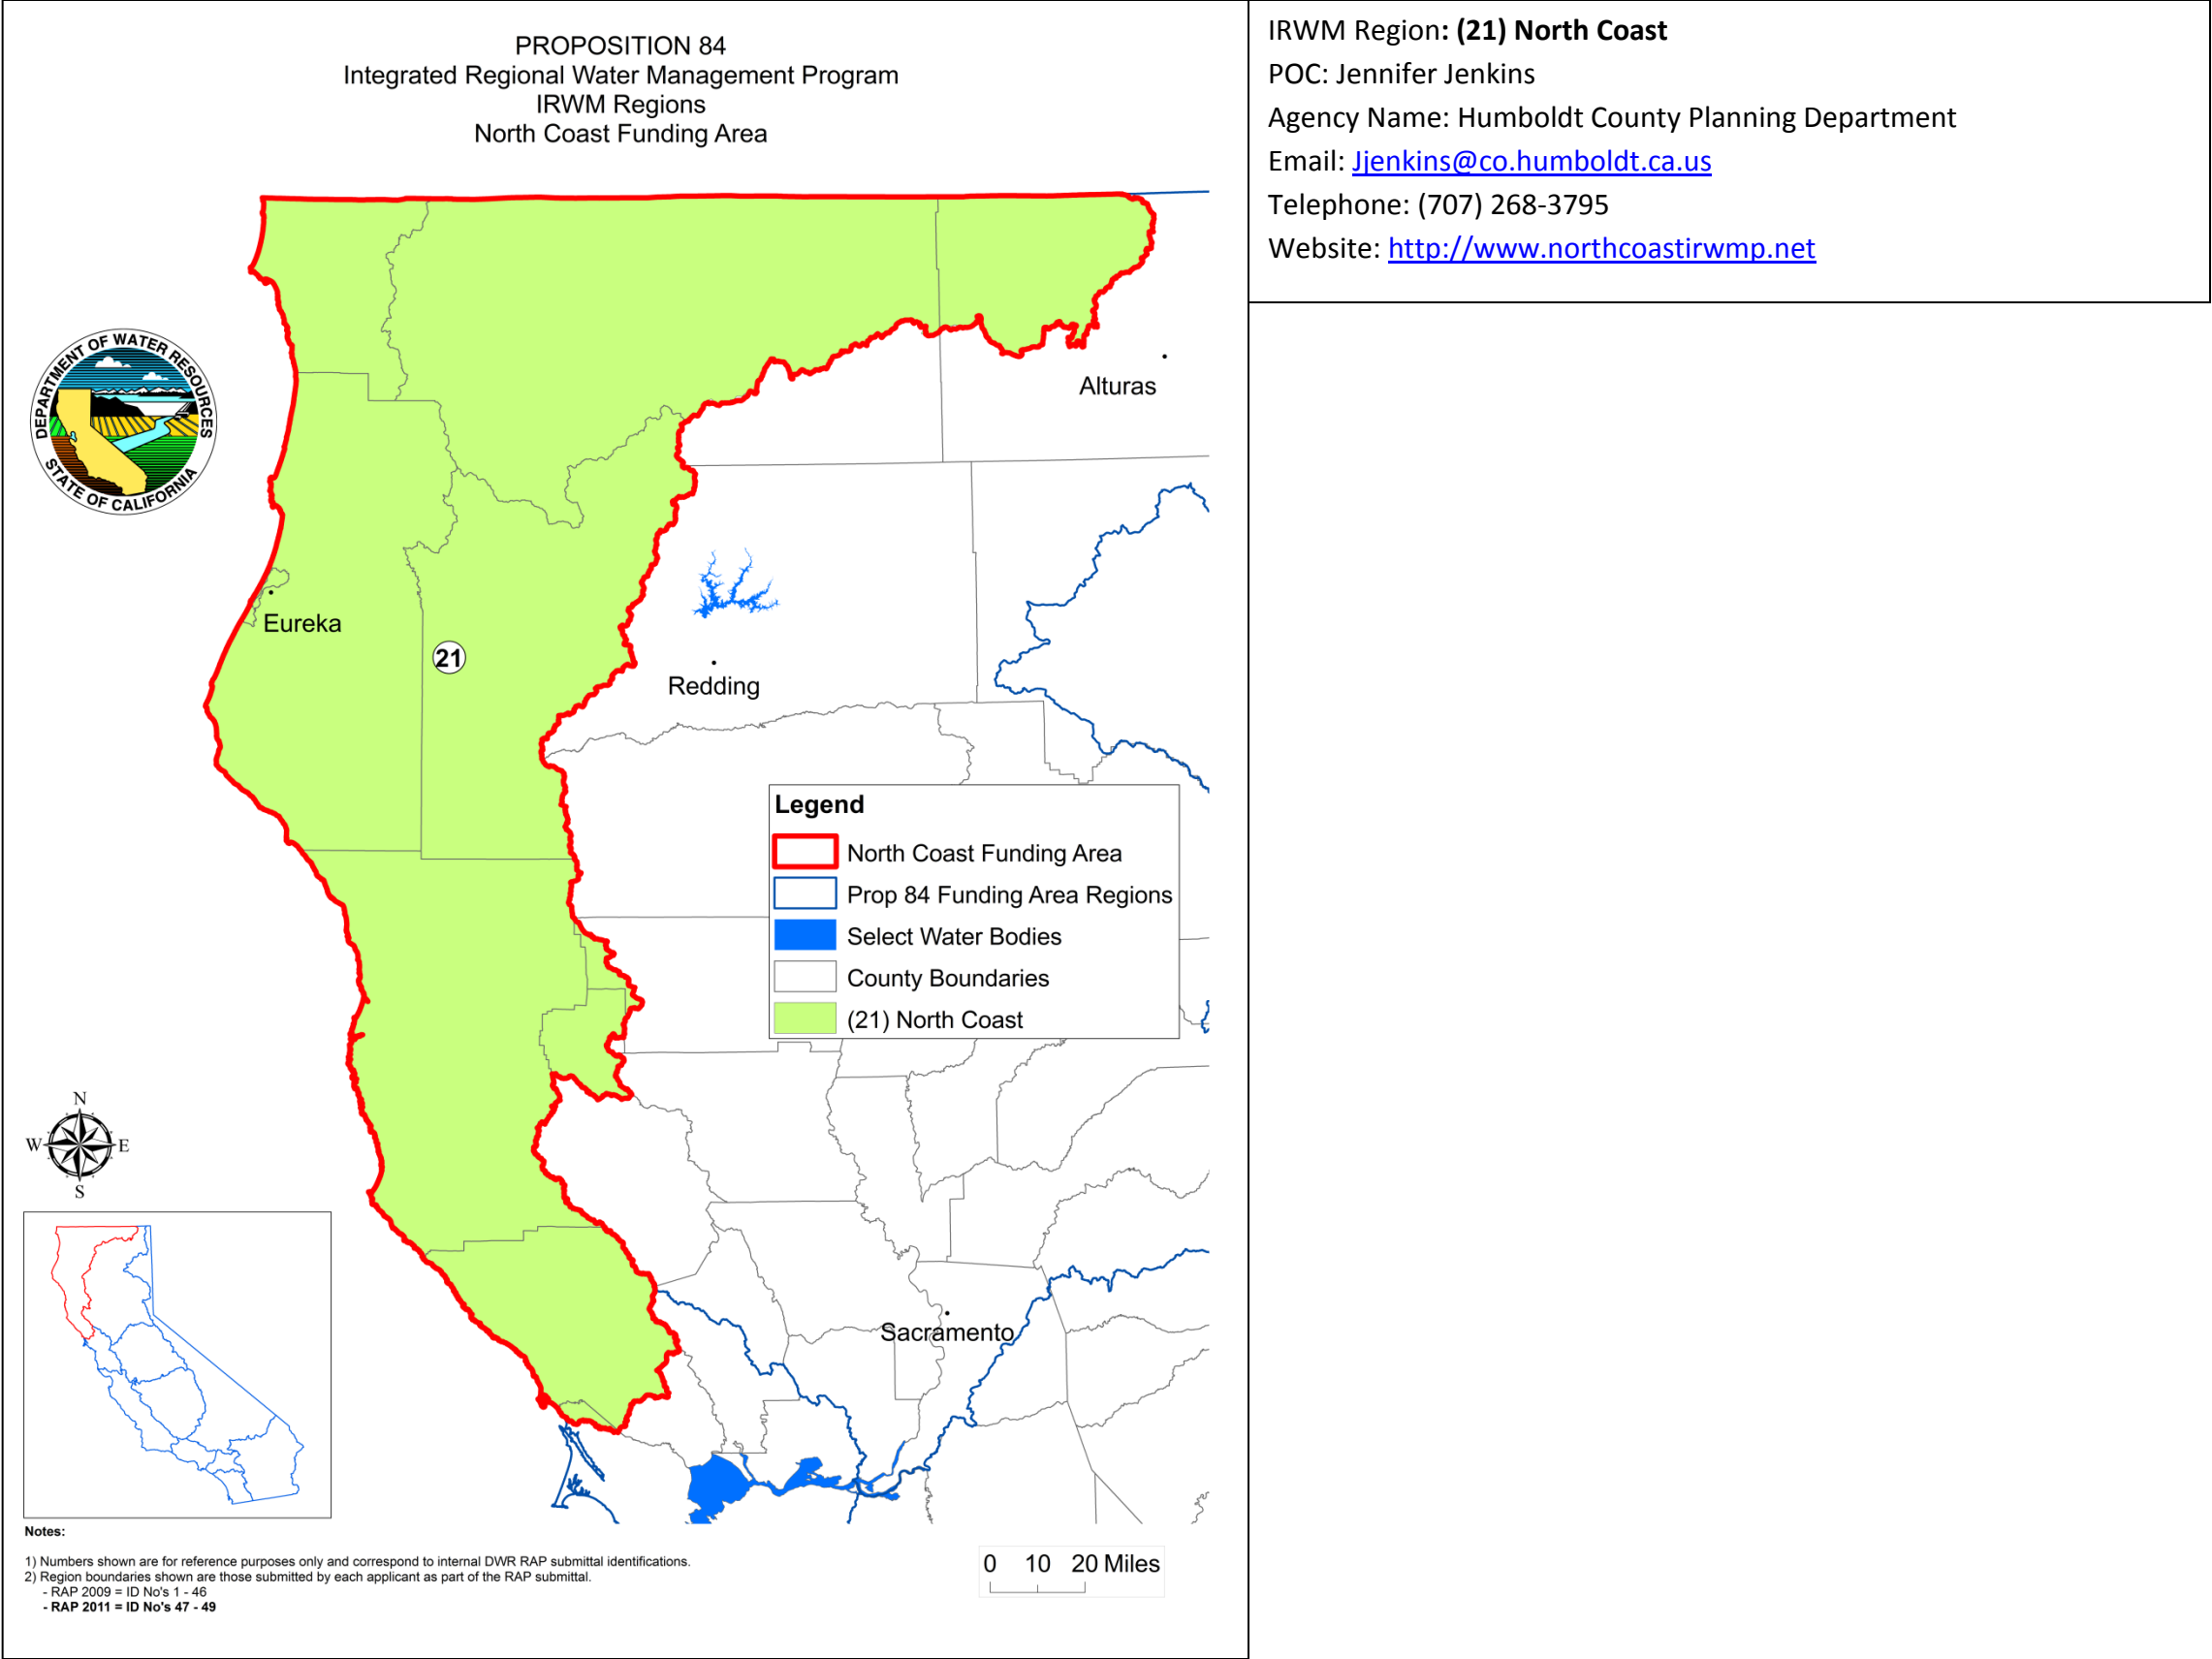 PROPOSITION 84
Integrated Regional Water Management Program
IRWM Regions
North Coast Funding Area
DEPARTMENT OF WATER RESOURCES
STATE OF CALIFORNIA
Alturas
Eureka
21
Redding
Legend
North Coast Funding Area
Prop 84 Funding Area Regions
Select Water Bodies
County Boundaries
(21) North Coast
N
W E
S
Sacramento
Notes:
1) Numbers shown are for reference purposes only and correspond to internal DWR RAP submittal identifications.
2) Region boundaries shown are those submitted by each applicant as part of the RAP submittal.
- RAP 2009 = ID No's 1 - 46
- RAP 2011 = ID No's 47 - 49
0 10 20 Miles
IRWM Region: (21) North Coast
POC: Jennifer Jenkins
Agency Name: Humboldt County Planning Department
Email: Jjenkins@co.humboldt.ca.us
Telephone: (707) 268-3795
Website: http://www.northcoastirwmp.net